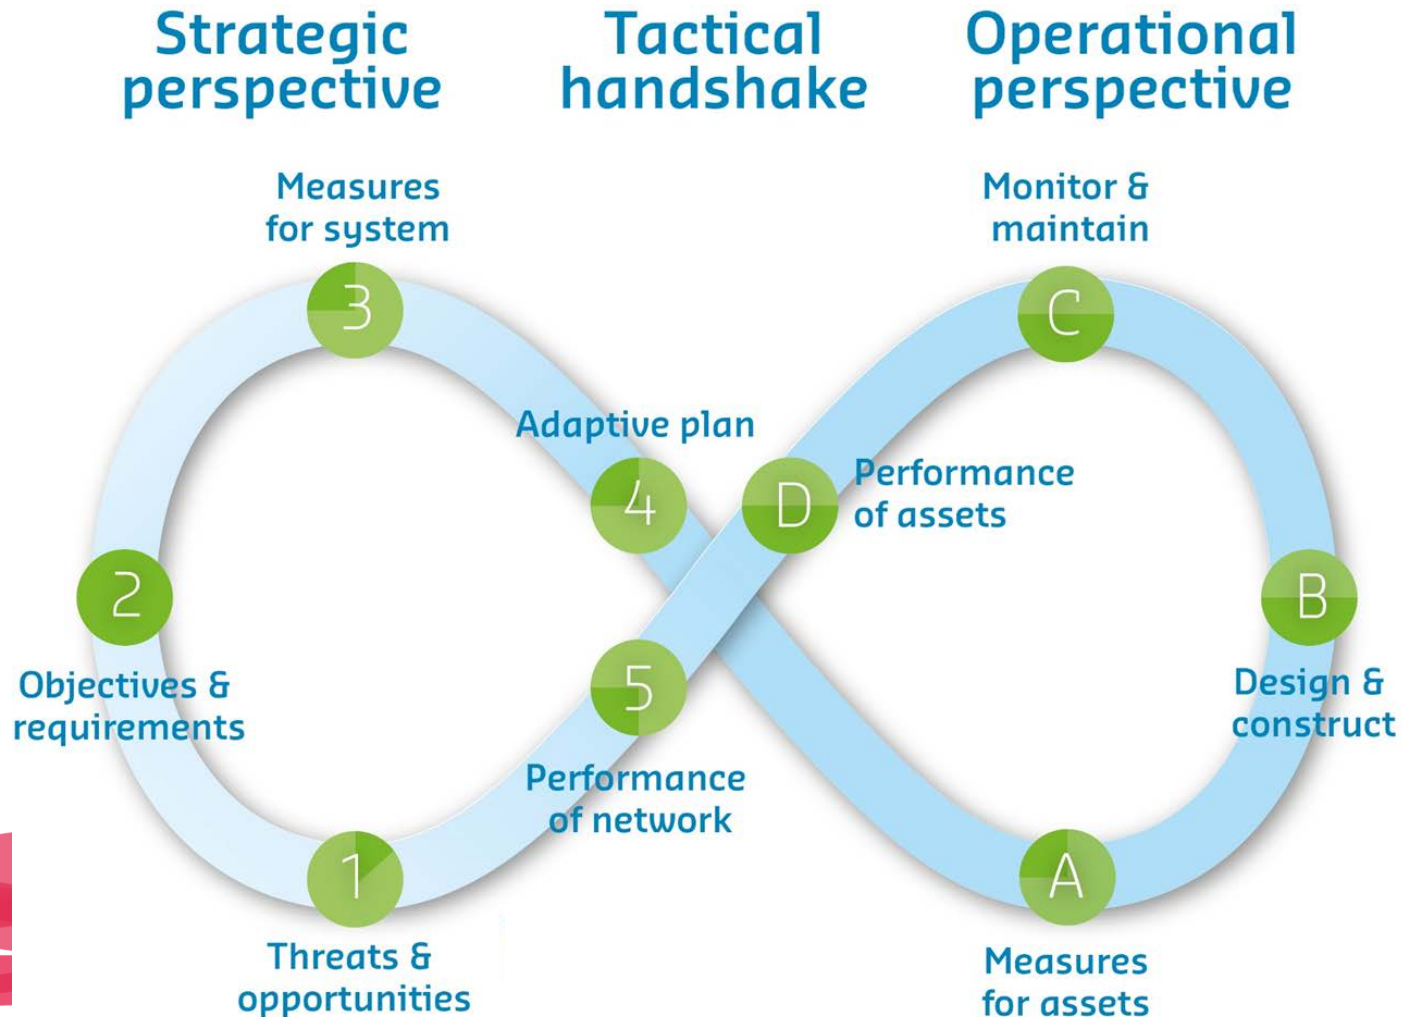 Strategic
perspective
Tactical
handshake
Operational
perspective
Measures
for system
Monitor &
maintain
3
C
Adaptive plan
4
D
Performance
of assets
2
B
Objectives &
requirements
Design &
construct
5
Performance
of network
1
A
Threats &
opportunities
Measures
for assets